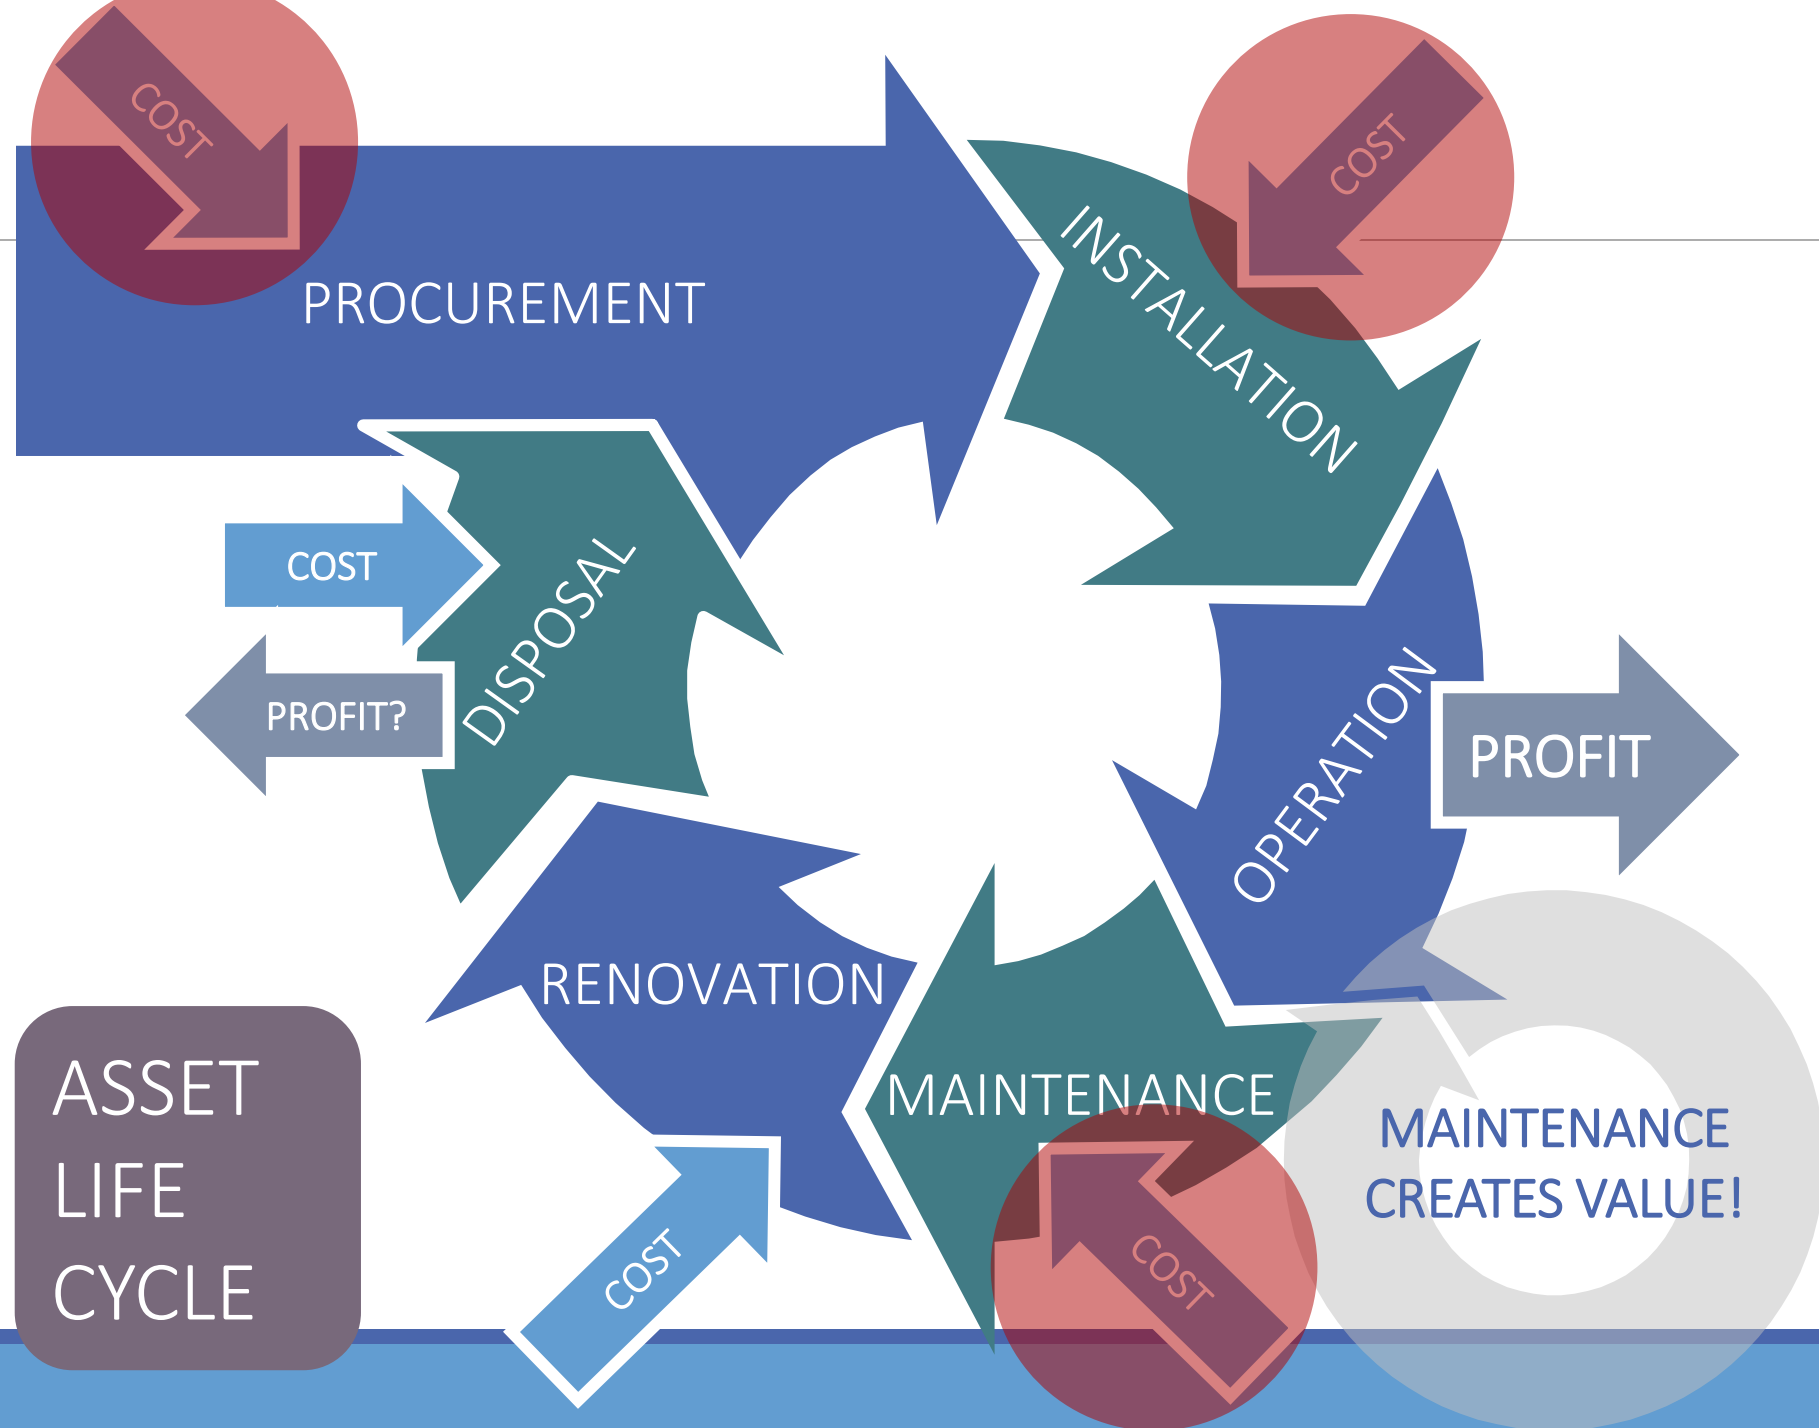 COST
COST
PROCUREMENT
INSTALLATION
COST
DISPOSAL
PROFIT?
OPERATION
PROFIT
RENOVATION
MAINTENANCE
MAINTENANCE
CREATES VALUE!
COST
COST
ASSET
LIFE
CYCLE